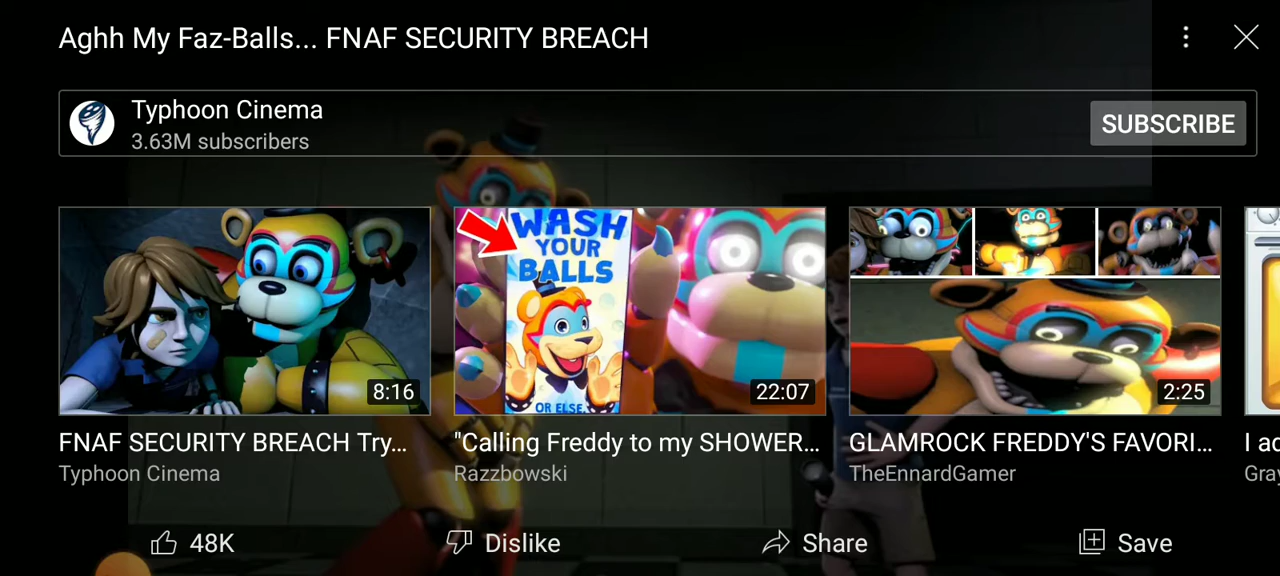 Aghh My Faz-Balls... FNAF SECURITY BREACH
Typhoon Cinema
3.63M subscribers
SUBSCRIBE
WASH
YOUR
BALLS
OR ELSE
8:16
22:07
2:25
FNAF SECURITY BREACH Try...
"Calling Freddy to my SHOWER...
GLAMROCK FREDDY'S FAVORI...
I ac
Typhoon Cinema
Razzbowski
TheEnnardGamer
Gray
48K
Dislike
Share
Save